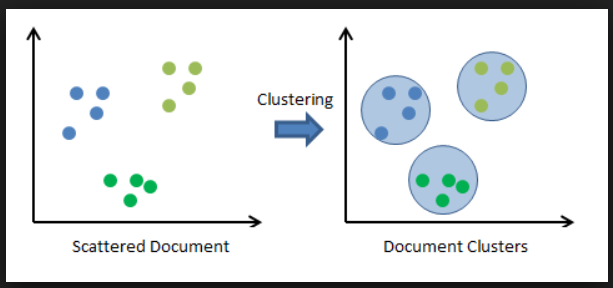 Clustering
Scattered Document
Document Clusters